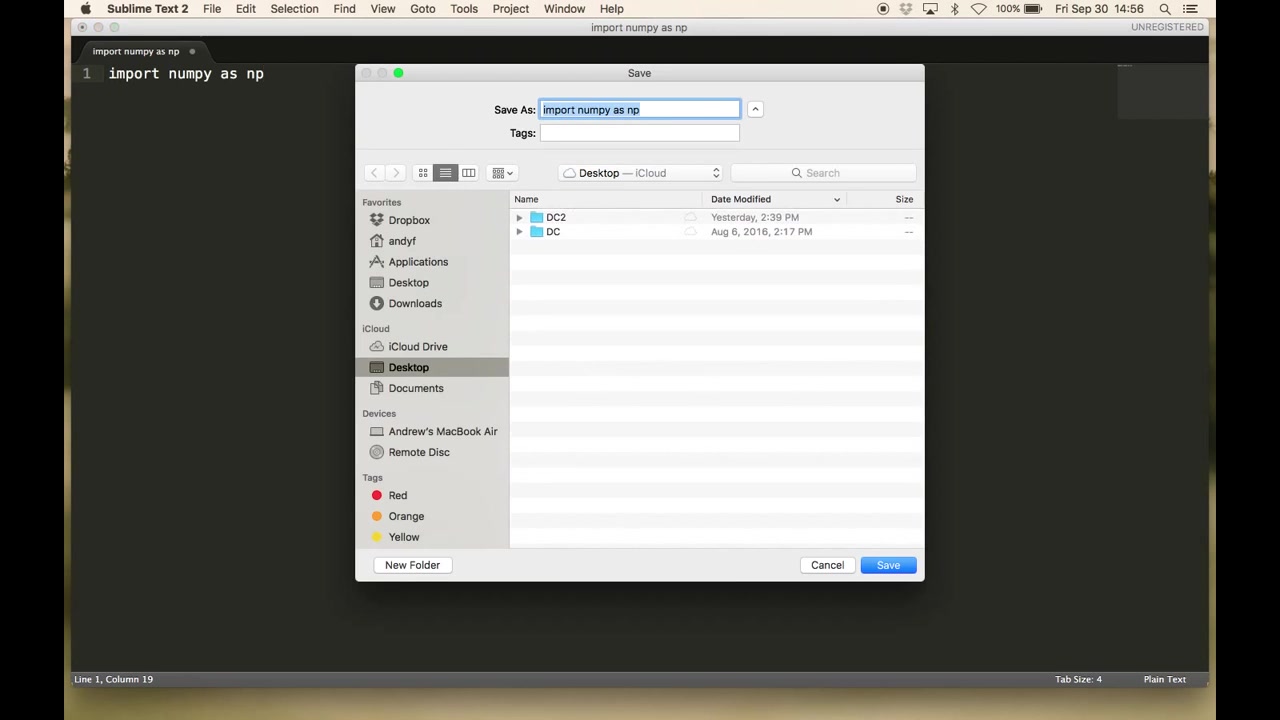 Sublime Text 2 File Edit Selection Find View Goto Tools Project Window Help 100% Fri Sep 30 14:56
import numpy as np UNREGISTERED
import numpy as np
1 import numpy as np
Save
Save As: import numpy as np
Tags:
Desktop — iCloud Search
Favorites
Dropbox
andyf
Applications
Desktop
Downloads
iCloud
iCloud Drive
Desktop
Documents
Devices
Andrew's MacBook Air
Remote Disc
Tags
Red
Orange
Yellow
Name Date Modified Size
DC2 Yesterday, 2:39 PM --
DC Aug 6, 2016, 2:17 PM --
New Folder Cancel Save
Line 1, Column 19 Tab Size: 4 Plain Text